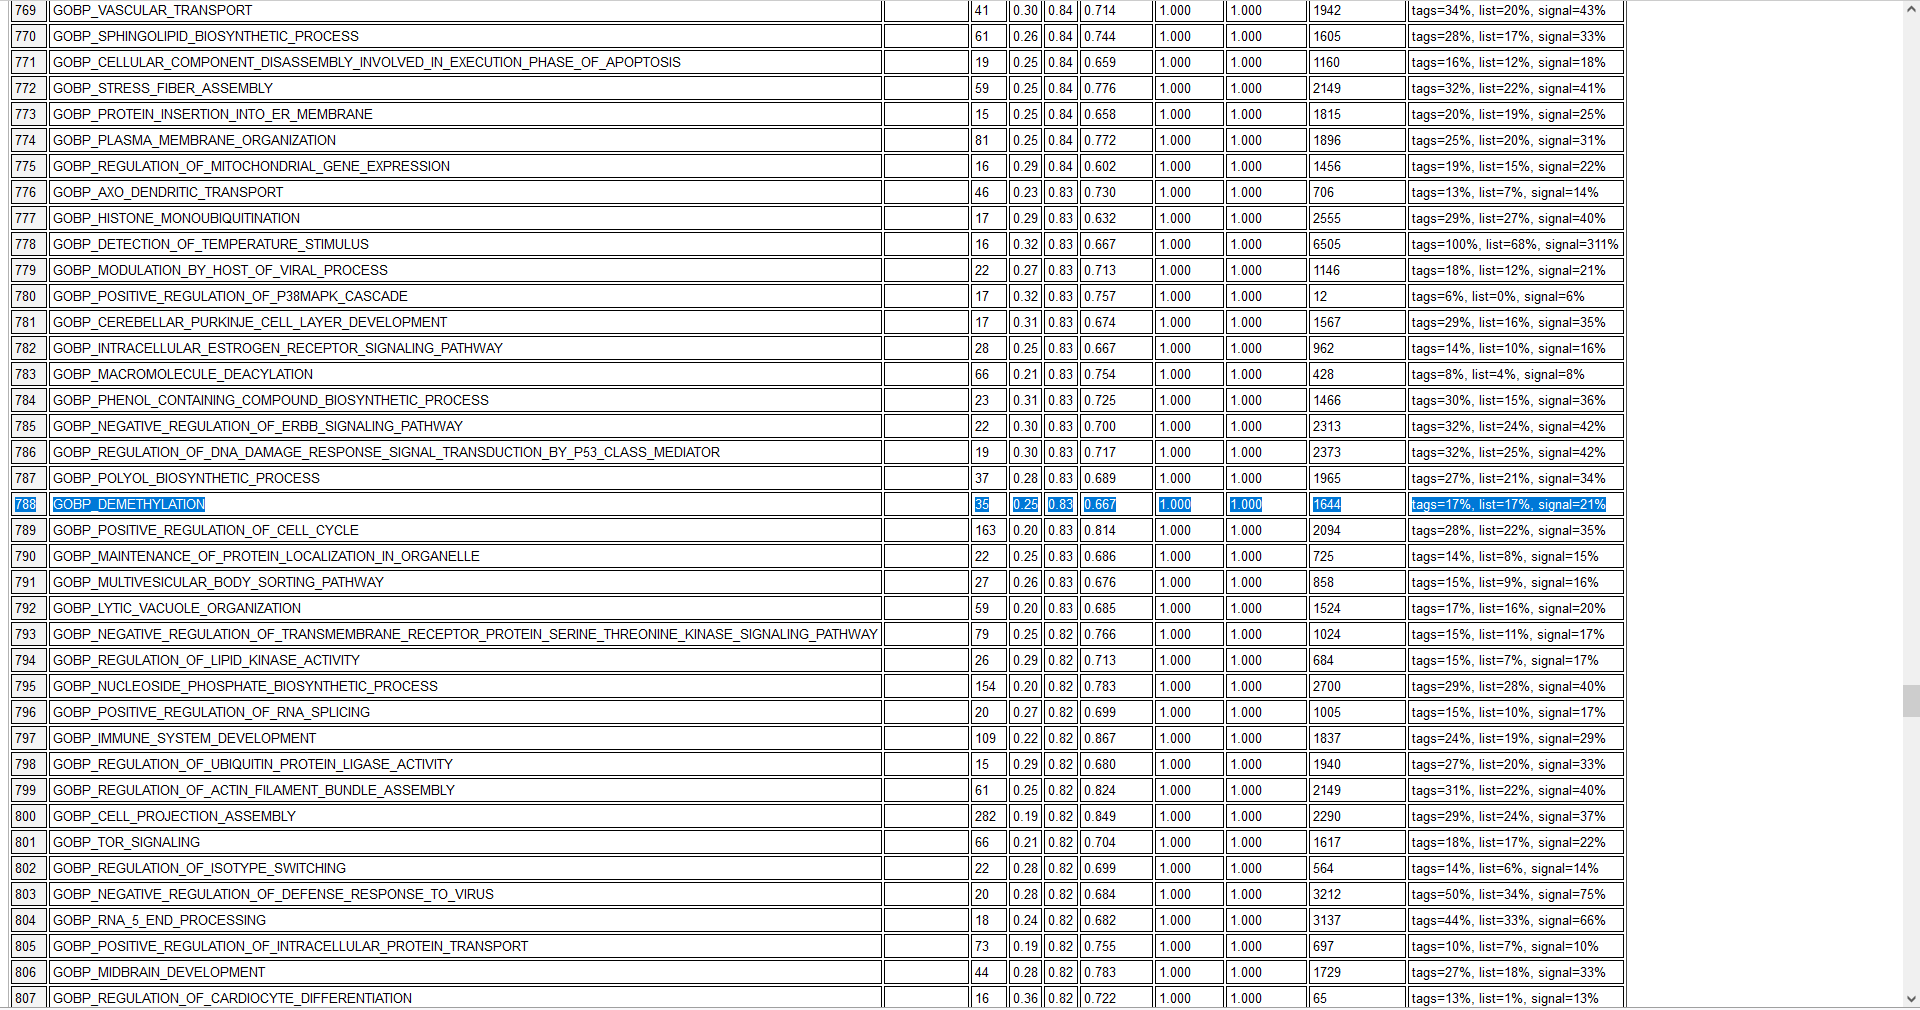 769 GOBP_VASCULAR_TRANSPORT 41 0.30 0.84 0.714 1.000 1.000 1942 tags=34%, list=20%, signal=43%
770 GOBP_SPHINGOLIPID_BIOSYNTHETIC_PROCESS 61 0.26 0.84 0.744 1.000 1.000 1605 tags=28%, list=17%, signal=33%
771 GOBP_CELLULAR_COMPONENT_DISASSEMBLY_INVOLVED_IN_EXECUTION_PHASE_OF_APOPTOSIS 19 0.25 0.84 0.659 1.000 1.000 1160 tags=16%, list=12%, signal=18%
772 GOBP_STRESS_FIBER_ASSEMBLY 59 0.25 0.84 0.776 1.000 1.000 2149 tags=32%, list=22%, signal=41%
773 GOBP_PROTEIN_INSERTION_INTO_ER_MEMBRANE 15 0.25 0.84 0.658 1.000 1.000 1815 tags=20%, list=19%, signal=25%
774 GOBP_PLASMA_MEMBRANE_ORGANIZATION 81 0.25 0.84 0.772 1.000 1.000 1896 tags=25%, list=20%, signal=31%
775 GOBP_REGULATION_OF_MITOCHONDRIAL_GENE_EXPRESSION 16 0.29 0.84 0.602 1.000 1.000 1456 tags=19%, list=15%, signal=22%
776 GOBP_AXO_DENDRITIC_TRANSPORT 46 0.23 0.83 0.730 1.000 1.000 706 tags=13%, list=7%, signal=14%
777 GOBP_HISTONE_MONOUBIQUITINATION 17 0.29 0.83 0.632 1.000 1.000 2555 tags=29%, list=27%, signal=40%
778 GOBP_DETECTION_OF_TEMPERATURE_STIMULUS 16 0.32 0.83 0.667 1.000 1.000 6505 tags=100%, list=68%, signal=311%
779 GOBP_MODULATION_BY_HOST_OF_VIRAL_PROCESS 22 0.27 0.83 0.713 1.000 1.000 1146 tags=18%, list=12%, signal=21%
780 GOBP_POSITIVE_REGULATION_OF_P38MAPK_CASCADE 17 0.32 0.83 0.757 1.000 1.000 12 tags=6%, list=0%, signal=6%
781 GOBP_CEREBELLAR_PURKINJE_CELL_LAYER_DEVELOPMENT 17 0.31 0.83 0.674 1.000 1.000 1567 tags=29%, list=16%, signal=35%
782 GOBP_INTRACELLULAR_ESTROGEN_RECEPTOR_SIGNALING_PATHWAY 28 0.25 0.83 0.667 1.000 1.000 962 tags=14%, list=10%, signal=16%
783 GOBP_MACROMOLECULE_DEACYLATION 66 0.21 0.83 0.754 1.000 1.000 428 tags=8%, list=4%, signal=8%
784 GOBP_PHENOL_CONTAINING_COMPOUND_BIOSYNTHETIC_PROCESS 23 0.31 0.83 0.725 1.000 1.000 1466 tags=30%, list=15%, signal=36%
785 GOBP_NEGATIVE_REGULATION_OF_ERBB_SIGNALING_PATHWAY 22 0.30 0.83 0.700 1.000 1.000 2313 tags=32%, list=24%, signal=42%
786 GOBP_REGULATION_OF_DNA_DAMAGE_RESPONSE_SIGNAL_TRANSDUCTION_BY_P53_CLASS_MEDIATOR 19 0.30 0.83 0.717 1.000 1.000 2373 tags=32%, list=25%, signal=42%
787 GOBP_POLYOL_BIOSYNTHETIC_PROCESS 37 0.28 0.83 0.689 1.000 1.000 1965 tags=27%, list=21%, signal=34%
788 GOBP_DEMETHYLATION 35 0.25 0.83 0.667 1.000 1.000 1644 tags=17%, list=17%, signal=21%
789 GOBP_POSITIVE_REGULATION_OF_CELL_CYCLE 163 0.20 0.83 0.814 1.000 1.000 2094 tags=28%, list=22%, signal=35%
790 GOBP_MAINTENANCE_OF_PROTEIN_LOCALIZATION_IN_ORGANELLE 22 0.25 0.83 0.686 1.000 1.000 725 tags=14%, list=8%, signal=15%
791 GOBP_MULTIVESICULAR_BODY_SORTING_PATHWAY 27 0.26 0.83 0.676 1.000 1.000 858 tags=15%, list=9%, signal=16%
792 GOBP_LYTIC_VACUOLE_ORGANIZATION 59 0.20 0.83 0.685 1.000 1.000 1524 tags=17%, list=16%, signal=20%
793 GOBP_NEGATIVE_REGULATION_OF_TRANSMEMBRANE_RECEPTOR_PROTEIN_SERINE_THREONINE_KINASE_SIGNALING_PATHWAY 79 0.25 0.82 0.766 1.000 1.000 1024 tags=15%, list=11%, signal=17%
794 GOBP_REGULATION_OF_LIPID_KINASE_ACTIVITY 26 0.29 0.82 0.713 1.000 1.000 684 tags=15%, list=7%, signal=17%
795 GOBP_NUCLEOSIDE_PHOSPHATE_BIOSYNTHETIC_PROCESS 154 0.20 0.82 0.783 1.000 1.000 2700 tags=29%, list=28%, signal=40%
796 GOBP_POSITIVE_REGULATION_OF_RNA_SPLICING 20 0.27 0.82 0.699 1.000 1.000 1005 tags=15%, list=10%, signal=17%
797 GOBP_IMMUNE_SYSTEM_DEVELOPMENT 109 0.22 0.82 0.867 1.000 1.000 1837 tags=24%, list=19%, signal=29%
798 GOBP_REGULATION_OF_UBIQUITIN_PROTEIN_LIGASE_ACTIVITY 15 0.29 0.82 0.680 1.000 1.000 1940 tags=27%, list=20%, signal=33%
799 GOBP_REGULATION_OF_ACTIN_FILAMENT_BUNDLE_ASSEMBLY 61 0.25 0.82 0.824 1.000 1.000 2149 tags=31%, list=22%, signal=40%
800 GOBP_CELL_PROJECTION_ASSEMBLY 282 0.19 0.82 0.849 1.000 1.000 2290 tags=29%, list=24%, signal=37%
801 GOBP_TOR_SIGNALING 66 0.21 0.82 0.704 1.000 1.000 1617 tags=18%, list=17%, signal=22%
802 GOBP_REGULATION_OF_ISOTYPE_SWITCHING 22 0.28 0.82 0.699 1.000 1.000 564 tags=14%, list=6%, signal=14%
803 GOBP_NEGATIVE_REGULATION_OF_DEFENSE_RESPONSE_TO_VIRUS 20 0.28 0.82 0.684 1.000 1.000 3212 tags=50%, list=34%, signal=75%
804 GOBP_RNA_5_END_PROCESSING 18 0.24 0.82 0.682 1.000 1.000 3137 tags=44%, list=33%, signal=66%
805 GOBP_POSITIVE_REGULATION_OF_INTRACELLULAR_PROTEIN_TRANSPORT 73 0.19 0.82 0.755 1.000 1.000 697 tags=10%, list=7%, signal=10%
806 GOBP_MIDBRAIN_DEVELOPMENT 44 0.28 0.82 0.783 1.000 1.000 1729 tags=27%, list=18%, signal=33%
807 GOBP_REGULATION_OF_CARDIOCYTE_DIFFERENTIATION 16 0.36 0.82 0.722 1.000 1.000 65 tags=13%, list=1%, signal=13%